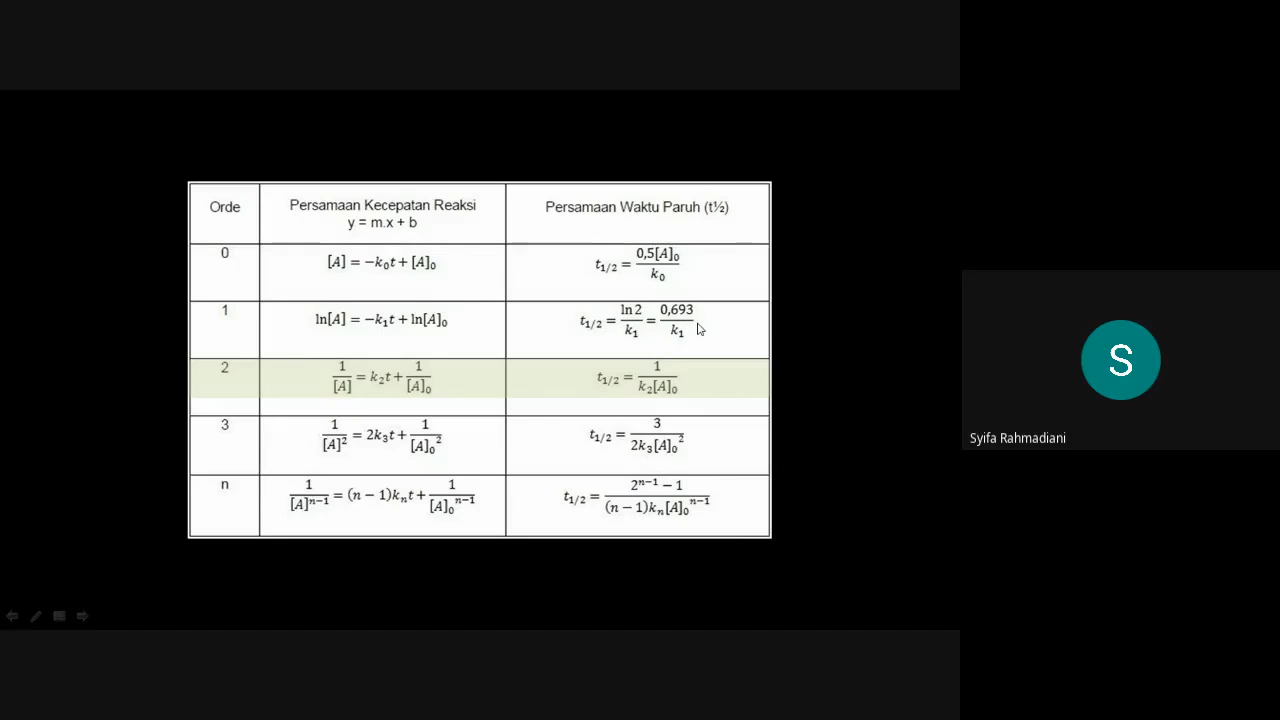 Orde Persamaan Kecepatan Reaksi Persamaan Waktu Paruh (t½)
y = m.x + b
0 [A] = −k₀t + [A]₀ t₁/₂ = 0,5[A]₀/k₀
1 ln[A] = −k₁t + ln[A]₀ t₁/₂ = ln 2/k₁ = 0,693/k₁
2 1/[A] = k₂t + 1/[A]₀ t₁/₂ = 1/k₂[A]₀
3 1/[A]² = 2k₃t + 1/[A]₀² t₁/₂ = 3/2k₃[A]₀²
n 1/[A]ⁿ⁻¹ = (n − 1)kₙt + 1/[A]₀ⁿ⁻¹ t₁/₂ = 2ⁿ⁻¹ − 1/(n − 1)kₙ[A]₀ⁿ⁻¹
S
Syifa Rahmadiani